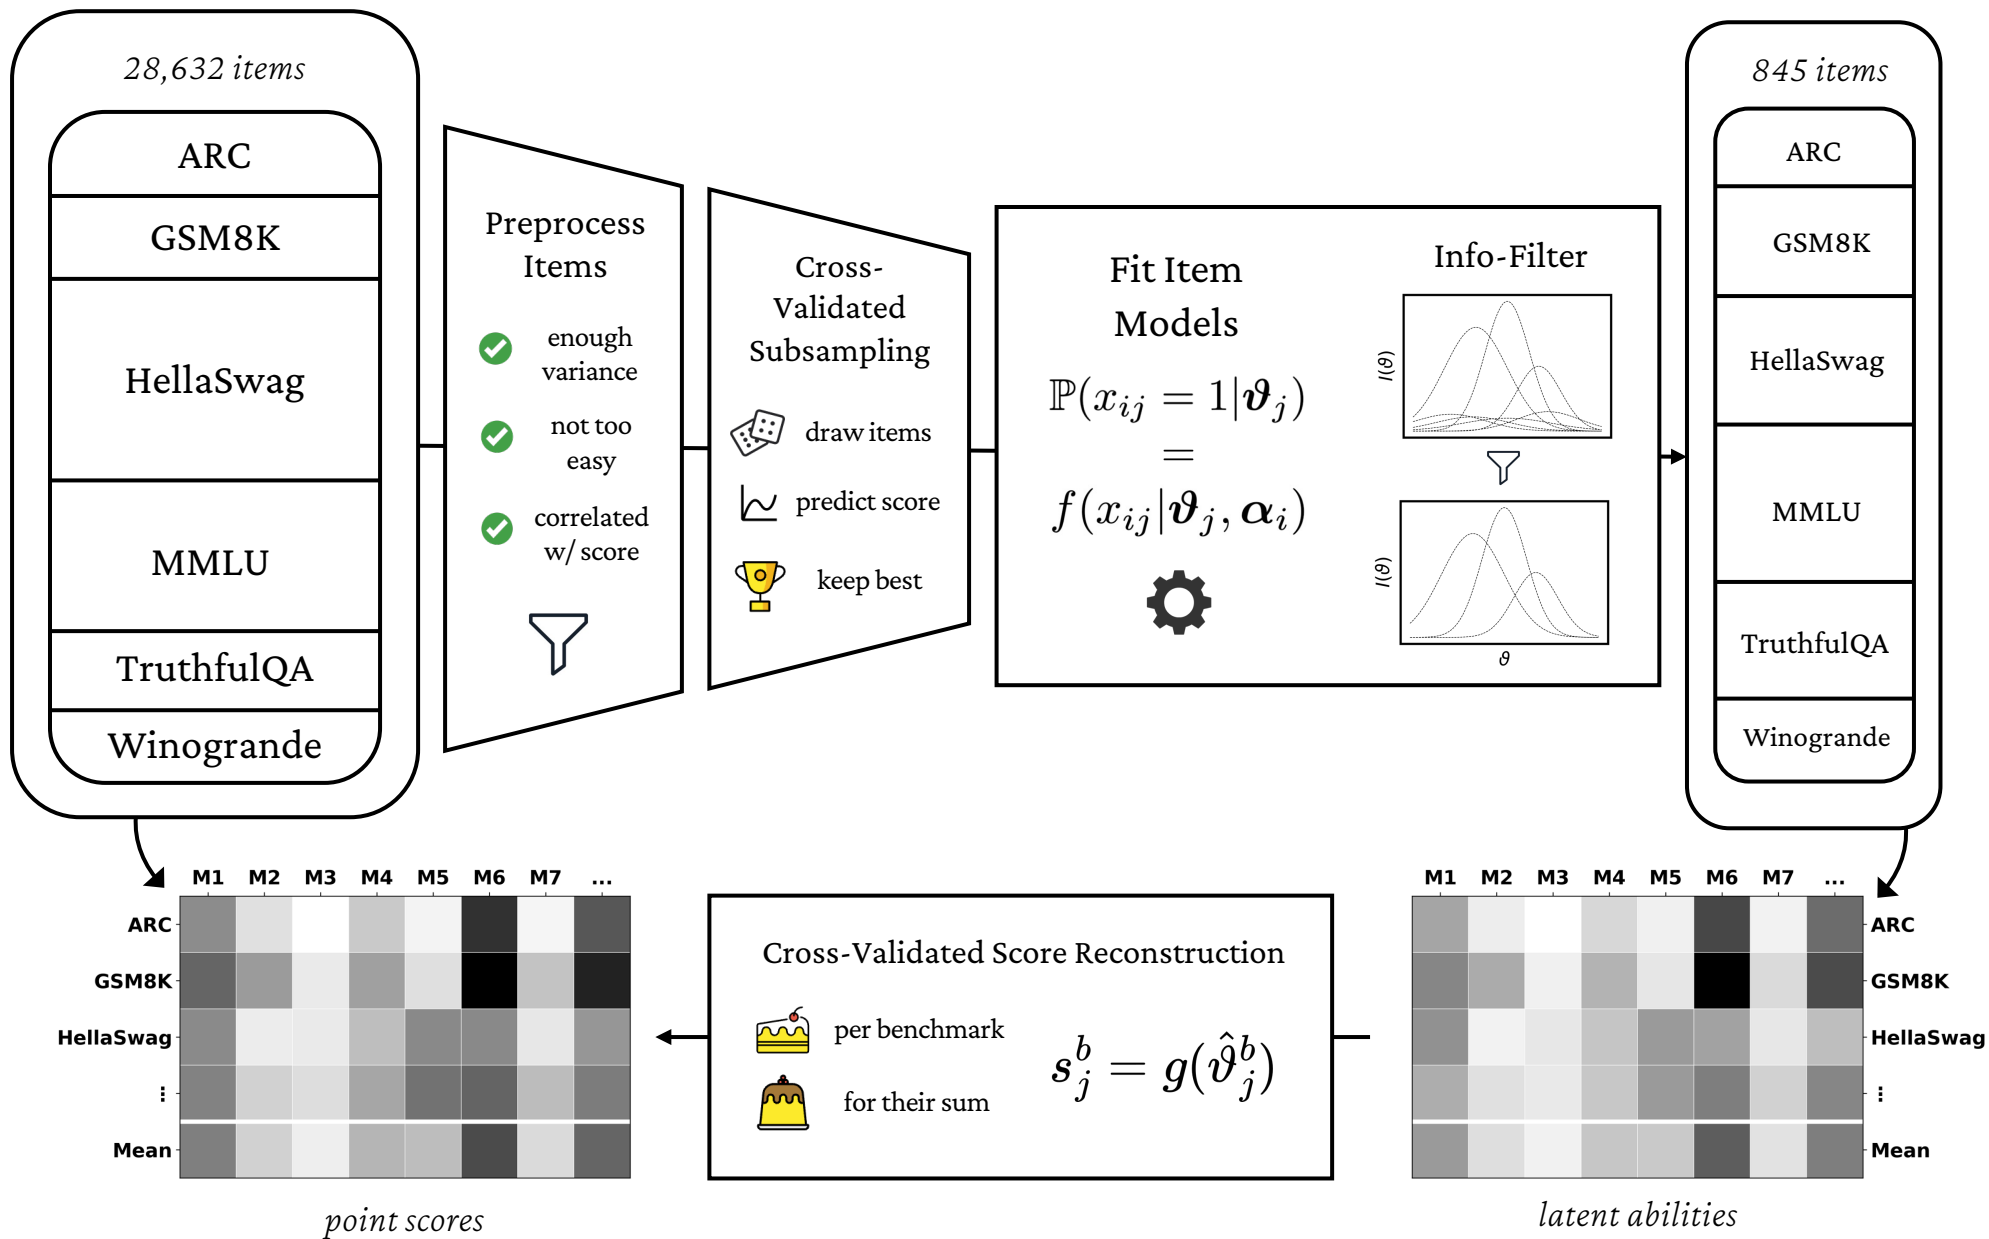 28,632 items
ARC
GSM8K
HellaSwag
MMLU
TruthfulQA
Winogrande
Preprocess
Items
enough
variance
not too
easy
correlated
w/ score
Cross-
Validated
Subsampling
draw items
predict score
keep best
Fit Item
Models
ℙ(x_{ij} = 1|𝝑_j)
=
f(x_{ij}|𝝑_j, 𝜶_i)
Info-Filter
I(ϑ)
I(ϑ)
ϑ
845 items
ARC
GSM8K
HellaSwag
MMLU
TruthfulQA
Winogrande
M1 M2 M3 M4 M5 M6 M7 ...
ARC
GSM8K
HellaSwag
⋮
Mean
point scores
Cross-Validated Score Reconstruction
per benchmark
for their sum
s_j^b = g(ϑ̂_j^b)
M1 M2 M3 M4 M5 M6 M7 ...
ARC
GSM8K
HellaSwag
⋮
Mean
latent abilities